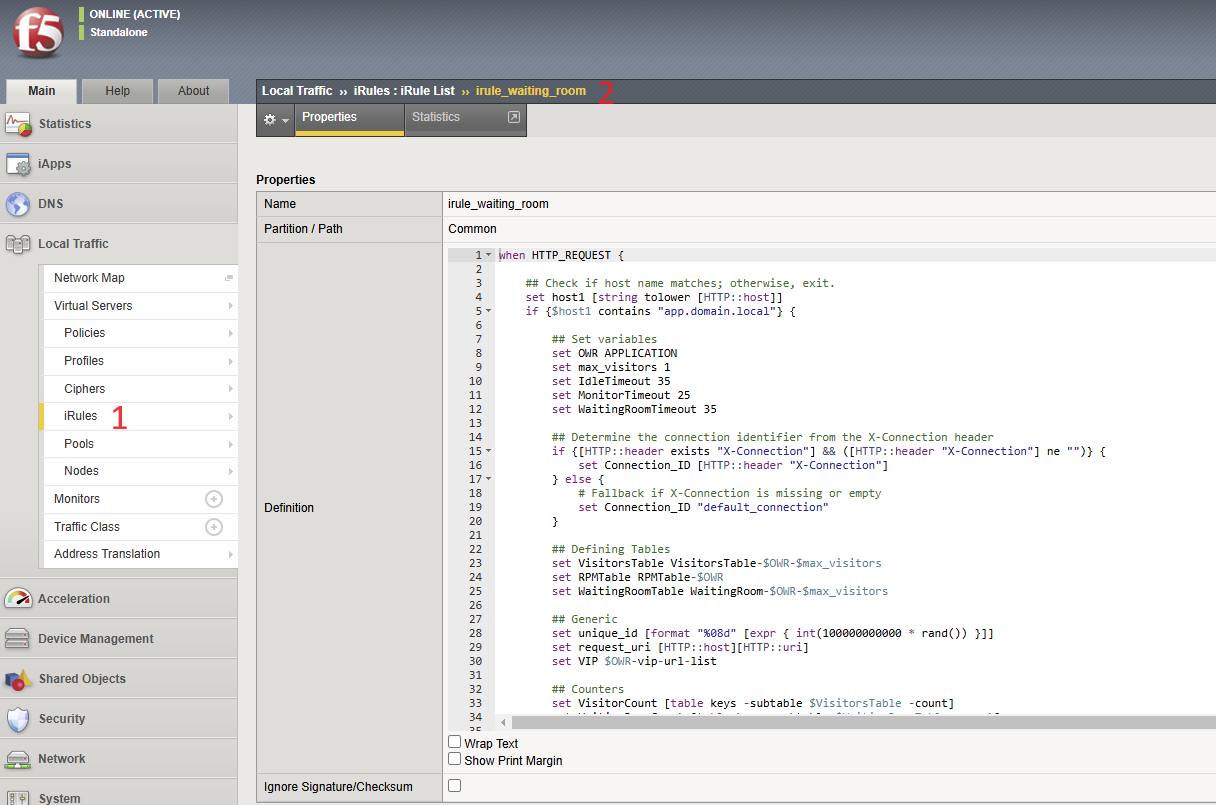 f5
ONLINE (ACTIVE)
Standalone
Main Help About
Local Traffic ›› iRules : iRule List ›› irule_waiting_room 2
Properties Statistics
Statistics
iApps
DNS
Local Traffic
Network Map
Virtual Servers
Policies
Profiles
Ciphers
iRules 1
Pools
Nodes
Monitors
Traffic Class
Address Translation
Acceleration
Device Management
Shared Objects
Security
Network
System
Properties
Name irule_waiting_room
Partition / Path Common
Definition
1 when HTTP_REQUEST {
2
3 ## Check if host name matches; otherwise, exit.
4 set host1 [string tolower [HTTP::host]]
5 if {$host1 contains "app.domain.local"} {
6
7 ## Set variables
8 set OWR APPLICATION
9 set max_visitors 1
10 set IdleTimeout 35
11 set MonitorTimeout 25
12 set WaitingRoomTimeout 35
13
14 ## Determine the connection identifier from the X-Connection header
15 if {[HTTP::header exists "X-Connection"] && ([HTTP::header "X-Connection"] ne "")} {
16 set Connection_ID [HTTP::header "X-Connection"]
17 } else {
18 # Fallback if X-Connection is missing or empty
19 set Connection_ID "default_connection"
20 }
21
22 ## Defining Tables
23 set VisitorsTable VisitorsTable-$OWR-$max_visitors
24 set RPMTable RPMTable-$OWR
25 set WaitingRoomTable WaitingRoom-$OWR-$max_visitors
26
27 ## Generic
28 set unique_id [format "%08d" [expr { int(100000000000 * rand()) }]]
29 set request_uri [HTTP::host][HTTP::uri]
30 set VIP $OWR-vip-url-list
31
32 ## Counters
33 set VisitorCount [table keys -subtable $VisitorsTable -count]
34
35
Wrap Text
Show Print Margin
Ignore Signature/Checksum